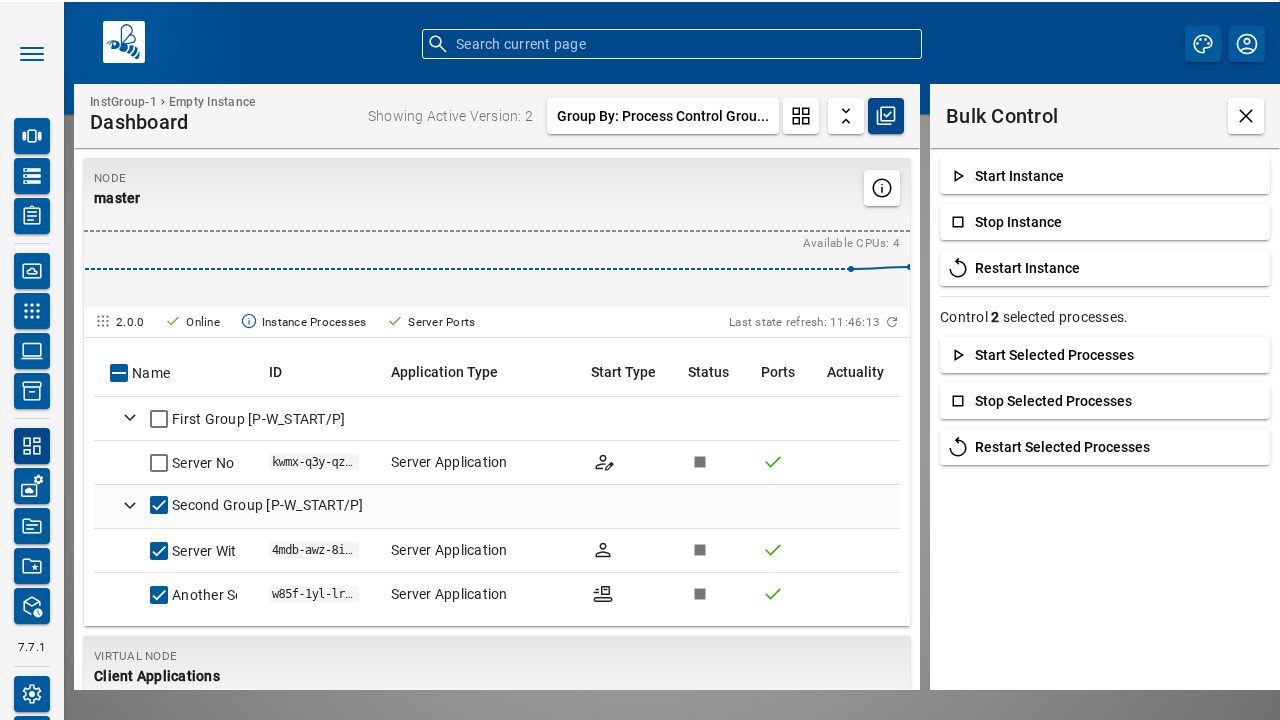 Search current page
InstGroup-1 › Empty Instance
Dashboard
Showing Active Version: 2
Group By: Process Control Grou...
Bulk Control
NODE
master
Available CPUs: 4
2.0.0
Online
Instance Processes
Server Ports
Last state refresh: 11:46:13
Name ID Application Type Start Type Status Ports Actuality
First Group [P-W_START/P]
Server No kwmx-q3y-qz... Server Application
Second Group [P-W_START/P]
Server Wit 4mdb-awz-8i... Server Application
Another Se w85f-1yl-lr... Server Application
VIRTUAL NODE
Client Applications
Start Instance
Stop Instance
Restart Instance
Control 2 selected processes.
Start Selected Processes
Stop Selected Processes
Restart Selected Processes
7.7.1